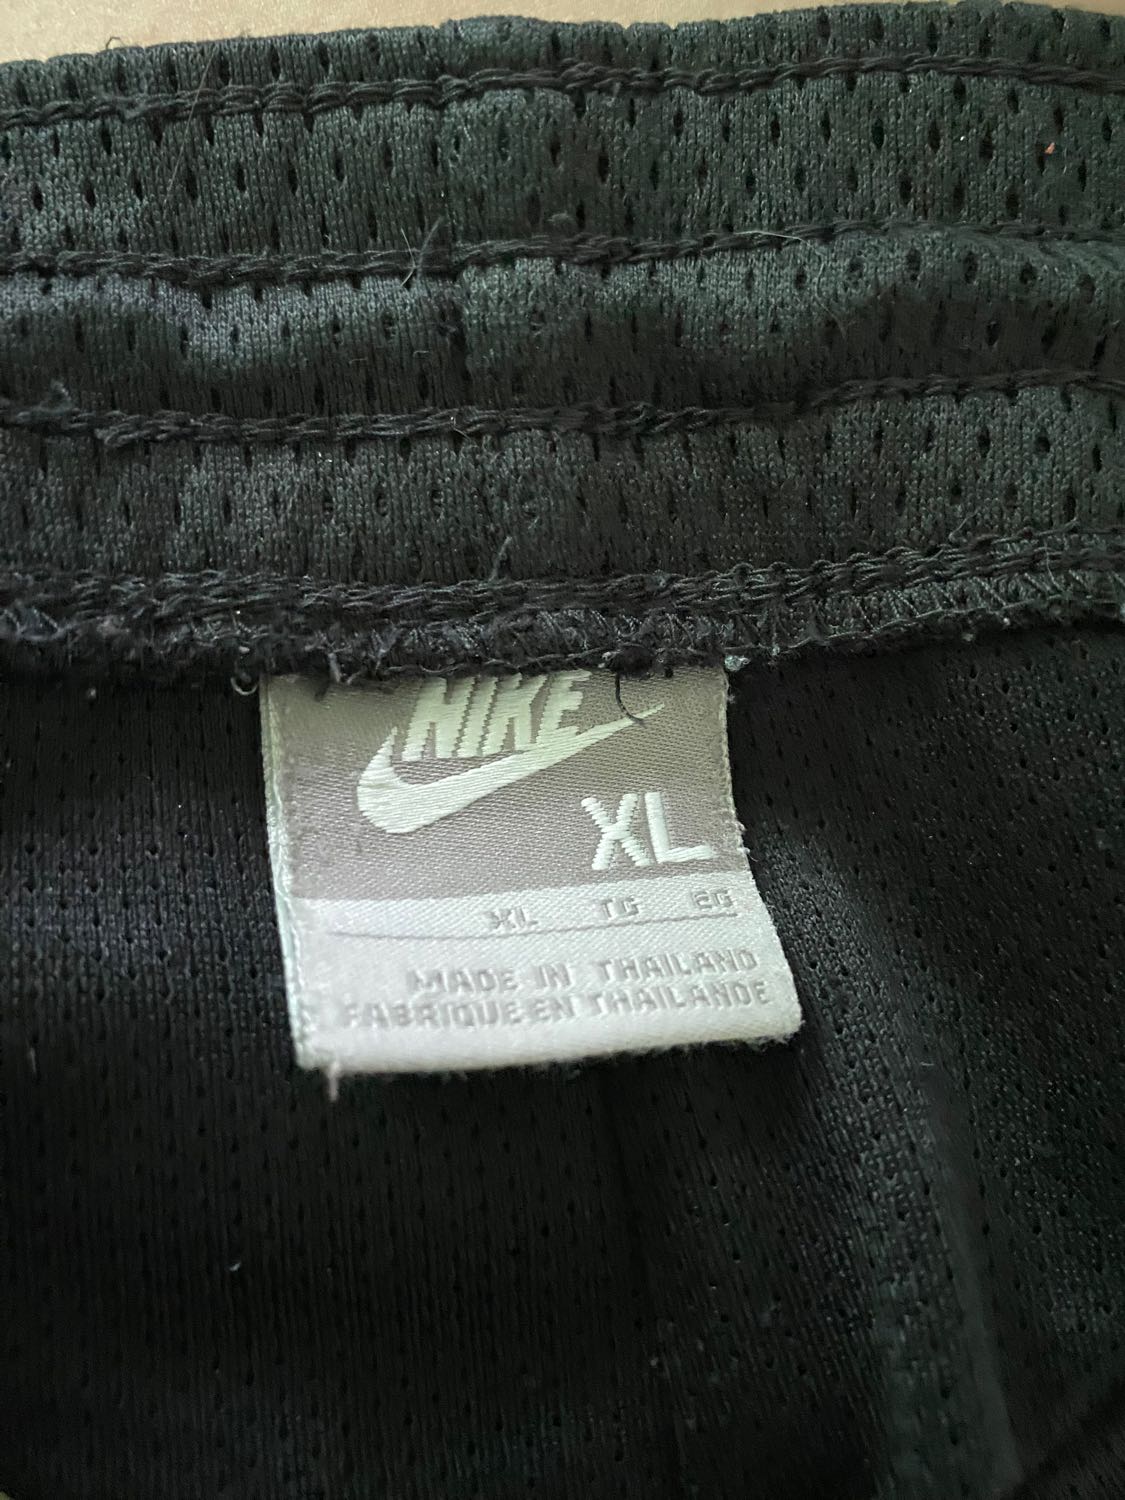 NIKE
XL
XL TG EG
MADE IN THAILAND
FABRIQUE EN THAILANDE